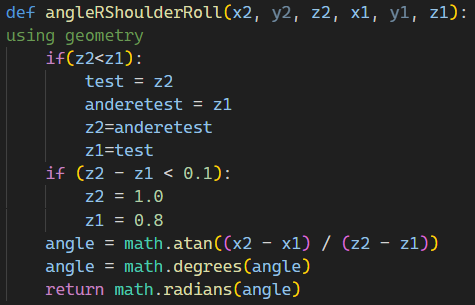 def angleRShoulderRoll(x2, y2, z2, x1, y1, z1):
using geometry
    if(z2<z1):
        test = z2
        anderetest = z1
        z2=anderetest
        z1=test
    if (z2 - z1 < 0.1):
        z2 = 1.0
        z1 = 0.8
    angle = math.atan((x2 - x1) / (z2 - z1))
    angle = math.degrees(angle)
    return math.radians(angle)